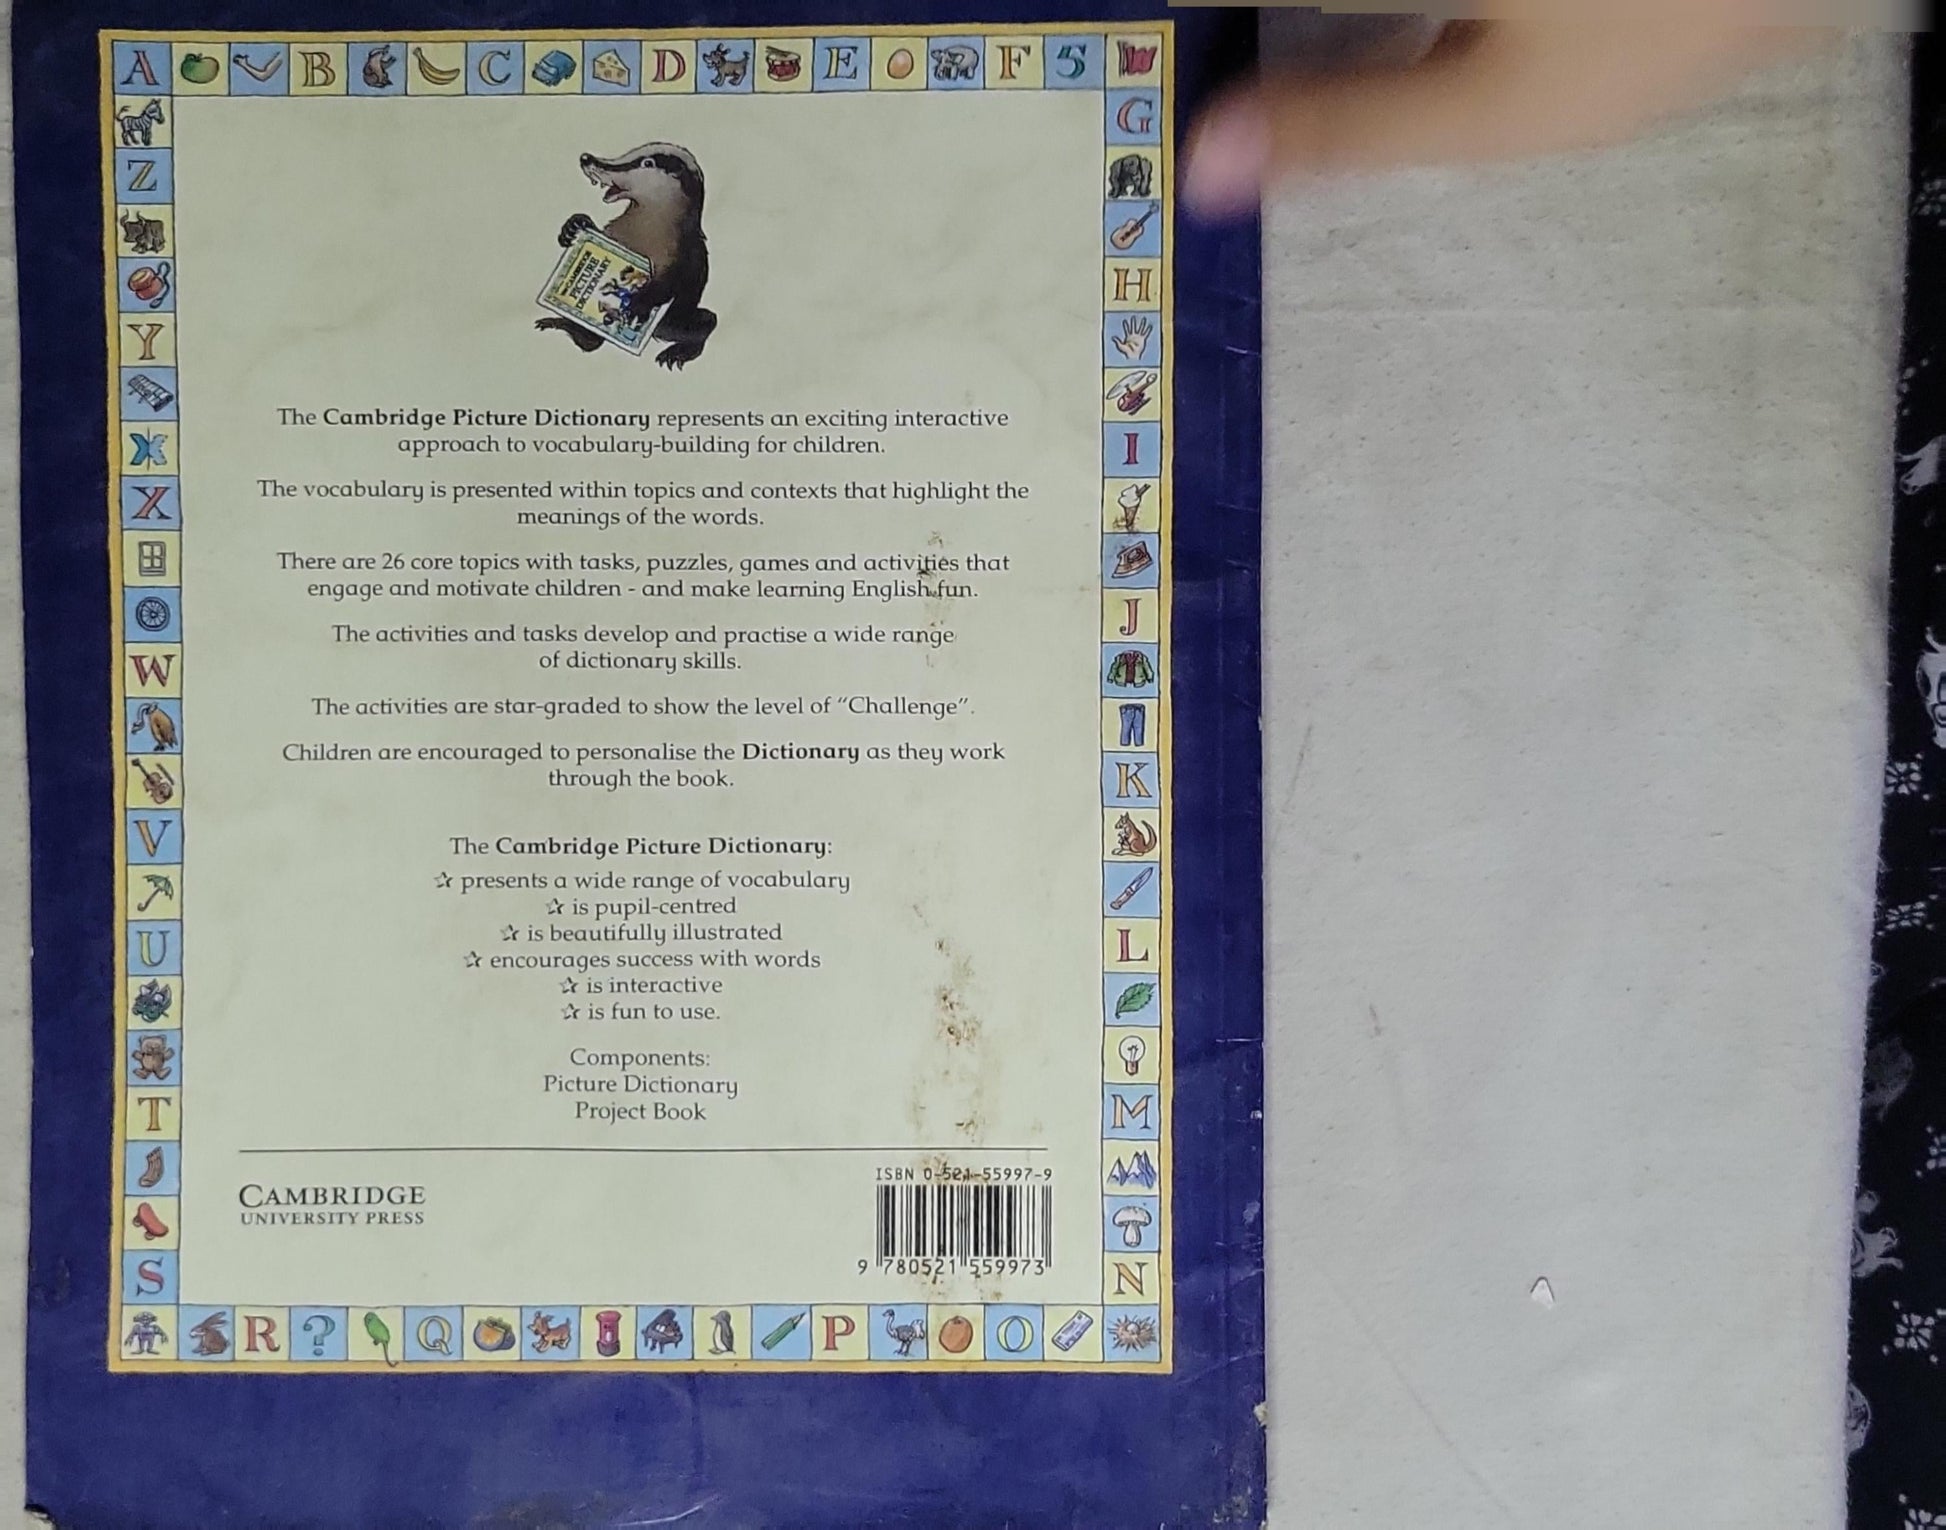 A B C D E F 5
G
H
I
J
K
L
M
N
O
P
Q
?
R
S
T
U
V
W
X
Y
Z
CAMBRIDGE
PICTURE
DICTIONARY
The Cambridge Picture Dictionary represents an exciting interactive
approach to vocabulary-building for children.
The vocabulary is presented within topics and contexts that highlight the
meanings of the words.
There are 26 core topics with tasks, puzzles, games and activities that
engage and motivate children - and make learning English fun.
The activities and tasks develop and practise a wide range
of dictionary skills.
The activities are star-graded to show the level of “Challenge”.
Children are encouraged to personalise the Dictionary as they work
through the book.
The Cambridge Picture Dictionary:
☆ presents a wide range of vocabulary
☆ is pupil-centred
☆ is beautifully illustrated
☆ encourages success with words
☆ is interactive
☆ is fun to use.
Components:
Picture Dictionary
Project Book
CAMBRIDGE
UNIVERSITY PRESS
ISBN 0-521-55997-9
9 780521 559973